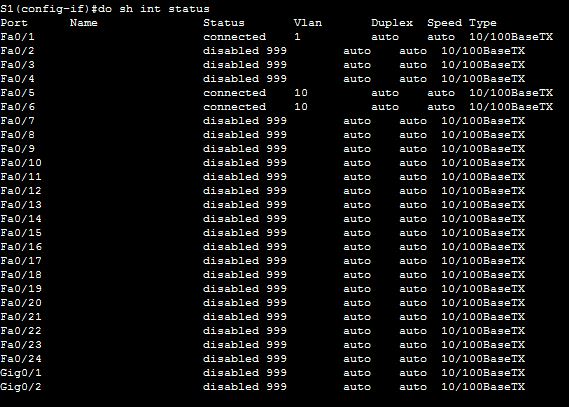 S1(config-if)#do sh int status
Port      Name               Status       Vlan       Duplex  Speed Type
Fa0/1                        connected    1          auto    auto  10/100BaseTX
Fa0/2                        disabled 999        auto    auto  10/100BaseTX
Fa0/3                        disabled 999        auto    auto  10/100BaseTX
Fa0/4                        disabled 999        auto    auto  10/100BaseTX
Fa0/5                        connected    10         auto    auto  10/100BaseTX
Fa0/6                        connected    10         auto    auto  10/100BaseTX
Fa0/7                        disabled 999        auto    auto  10/100BaseTX
Fa0/8                        disabled 999        auto    auto  10/100BaseTX
Fa0/9                        disabled 999        auto    auto  10/100BaseTX
Fa0/10                       disabled 999        auto    auto  10/100BaseTX
Fa0/11                       disabled 999        auto    auto  10/100BaseTX
Fa0/12                       disabled 999        auto    auto  10/100BaseTX
Fa0/13                       disabled 999        auto    auto  10/100BaseTX
Fa0/14                       disabled 999        auto    auto  10/100BaseTX
Fa0/15                       disabled 999        auto    auto  10/100BaseTX
Fa0/16                       disabled 999        auto    auto  10/100BaseTX
Fa0/17                       disabled 999        auto    auto  10/100BaseTX
Fa0/18                       disabled 999        auto    auto  10/100BaseTX
Fa0/19                       disabled 999        auto    auto  10/100BaseTX
Fa0/20                       disabled 999        auto    auto  10/100BaseTX
Fa0/21                       disabled 999        auto    auto  10/100BaseTX
Fa0/22                       disabled 999        auto    auto  10/100BaseTX
Fa0/23                       disabled 999        auto    auto  10/100BaseTX
Fa0/24                       disabled 999        auto    auto  10/100BaseTX
Gig0/1                       disabled 999        auto    auto  10/100BaseTX
Gig0/2                       disabled 999        auto    auto  10/100BaseTX